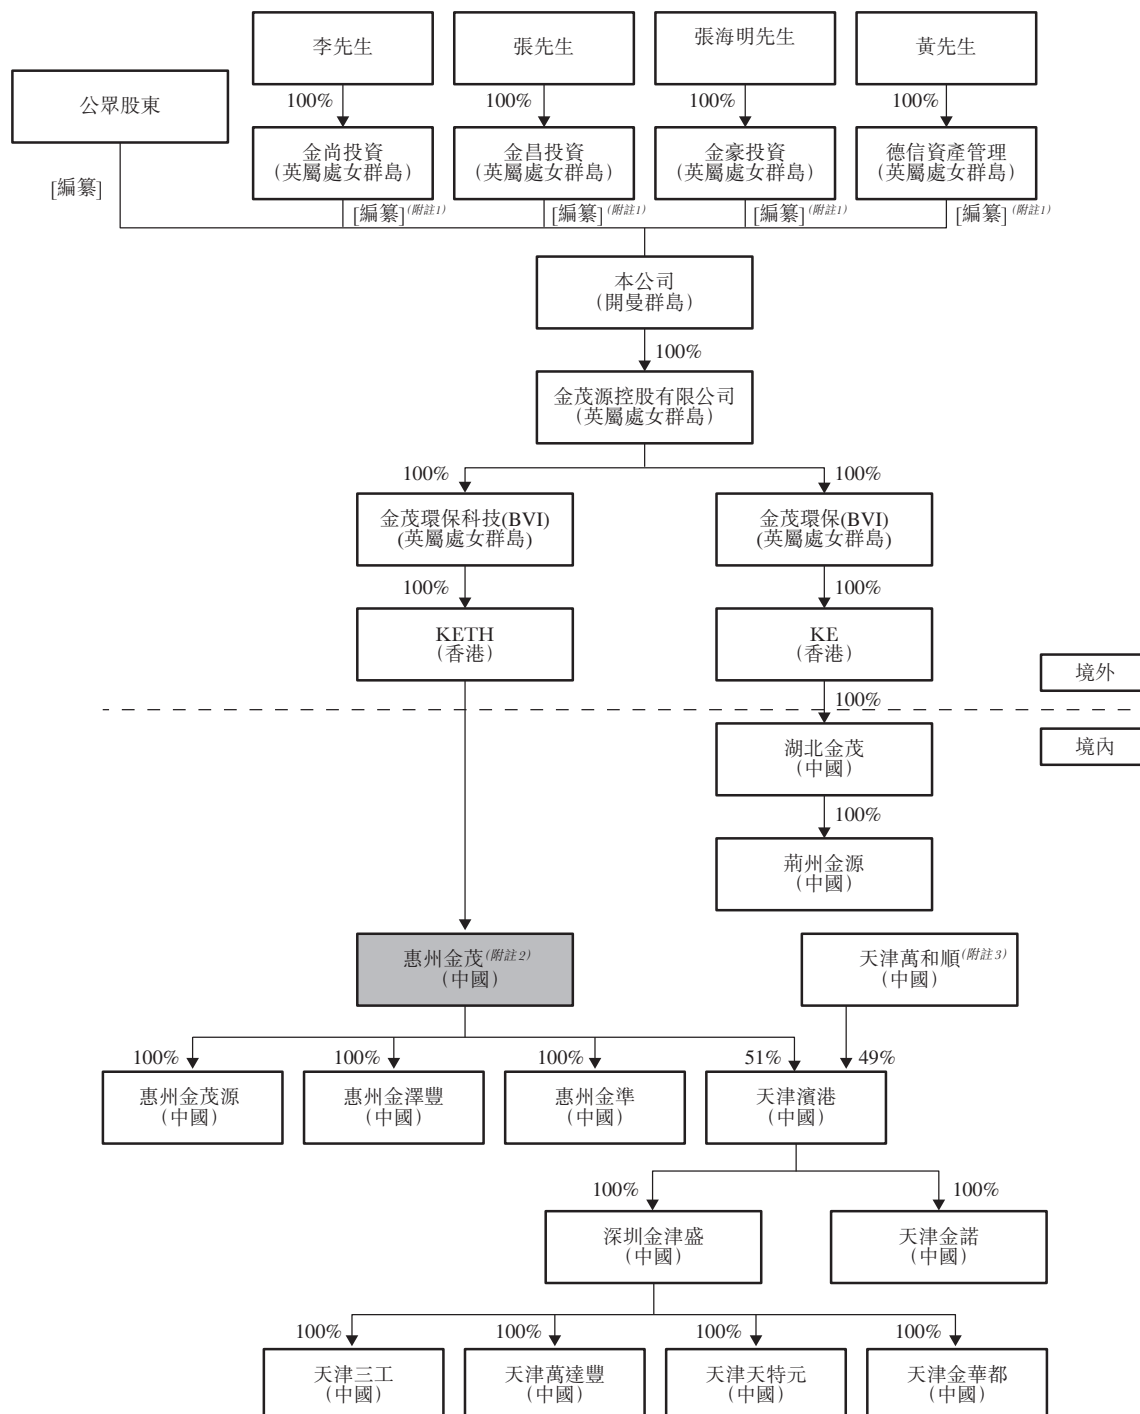 李先生
張先生
張海明先生
黃先生
公眾股東
100%
100%
100%
100%
金尚投資
(英屬處女群島)
金昌投資
(英屬處女群島)
金豪投資
(英屬處女群島)
德信資產管理
(英屬處女群島)
[編纂]
[編纂](附註1)
[編纂](附註1)
[編纂](附註1)
[編纂](附註1)
本公司
(開曼群島)
100%
金茂源控股有限公司
(英屬處女群島)
100%
100%
金茂環保科技(BVI)
(英屬處女群島)
金茂環保(BVI)
(英屬處女群島)
100%
100%
KETH
(香港)
KE
(香港)
境外
100%
境內
湖北金茂
(中國)
100%
荊州金源
(中國)
惠州金茂(附註2)
(中國)
天津萬和順(附註3)
(中國)
100%
100%
100%
51%
49%
惠州金茂源
(中國)
惠州金澤豐
(中國)
惠州金準
(中國)
天津濱港
(中國)
100%
100%
深圳金津盛
(中國)
天津金諾
(中國)
100%
100%
100%
100%
天津三工
(中國)
天津萬達豐
(中國)
天津天特元
(中國)
天津金華都
(中國)